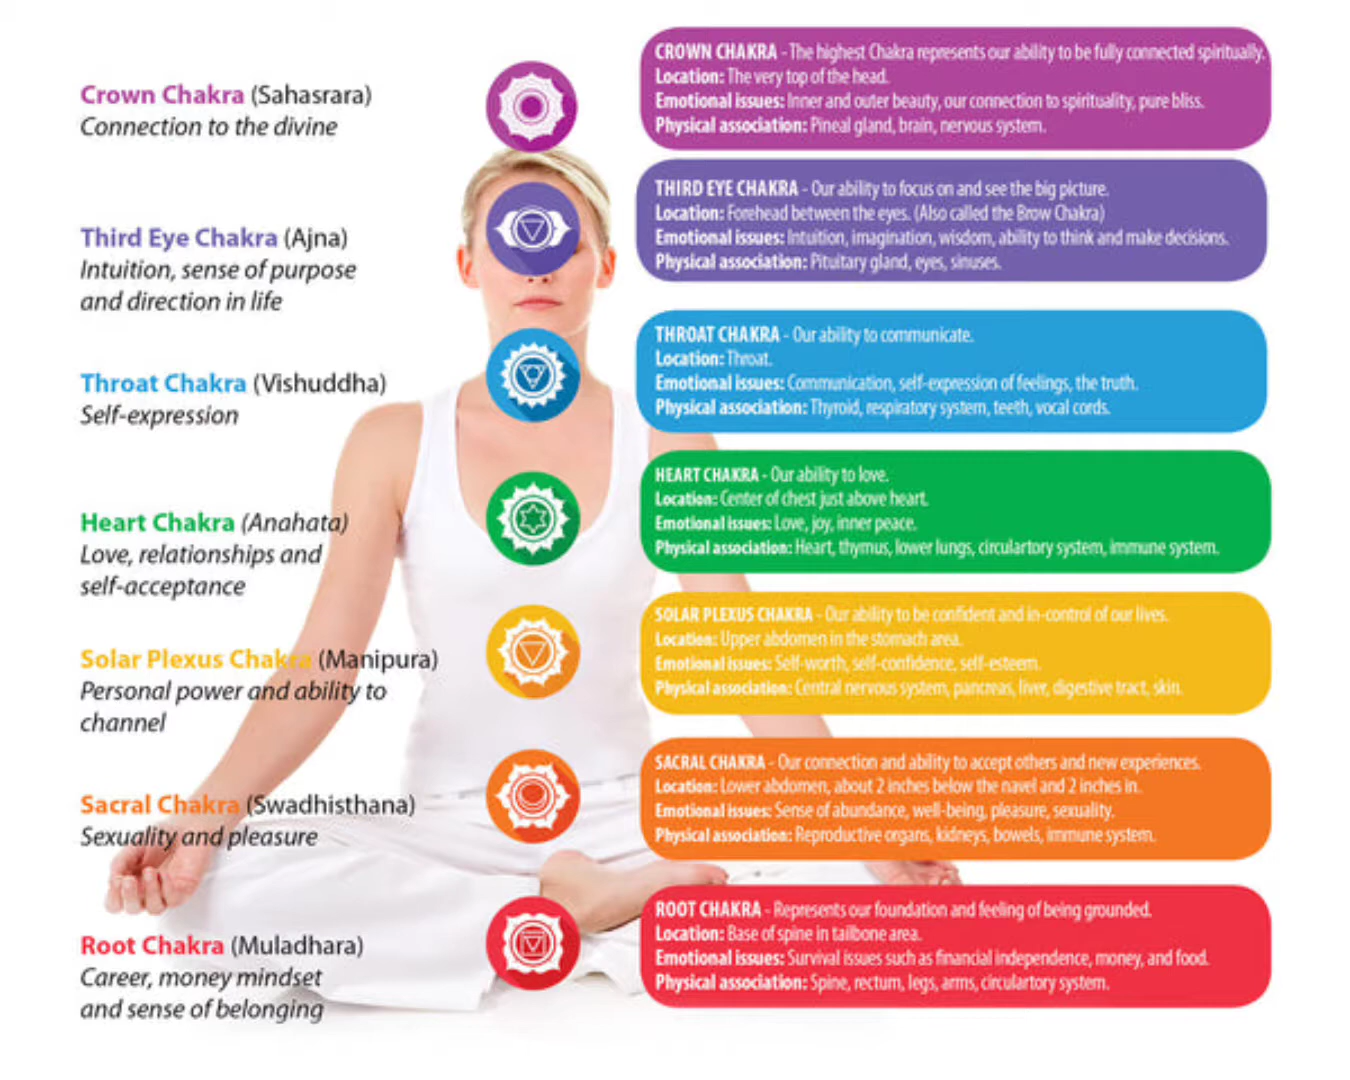 Crown Chakra (Sahasrara)
Connection to the divine
CROWN CHAKRA - The highest Chakra represents our ability to be fully connected spiritually.
Location: The very top of the head.
Emotional issues: Inner and outer beauty, our connection to spirituality, pure bliss.
Physical association: Pineal gland, brain, nervous system.
Third Eye Chakra (Ajna)
Intuition, sense of purpose
and direction in life
THIRD EYE CHAKRA - Our ability to focus on and see the big picture.
Location: Forehead between the eyes. (Also called the Brow Chakra)
Emotional issues: Intuition, imagination, wisdom, ability to think and make decisions.
Physical association: Pituitary gland, eyes, sinuses.
Throat Chakra (Vishuddha)
Self-expression
THROAT CHAKRA - Our ability to communicate.
Location: Throat.
Emotional issues: Communication, self-expression of feelings, the truth.
Physical association: Thyroid, respiratory system, teeth, vocal cords.
Heart Chakra (Anahata)
Love, relationships and
self-acceptance
HEART CHAKRA - Our ability to love.
Location: Center of chest just above heart.
Emotional issues: Love, joy, inner peace.
Physical association: Heart, thymus, lower lungs, circulartory system, immune system.
Solar Plexus Chakra (Manipura)
Personal power and ability to
channel
SOLAR PLEXUS CHAKRA - Our ability to be confident and in-control of our lives.
Location: Upper abdomen in the stomach area.
Emotional issues: Self-worth, self-confidence, self-esteem.
Physical association: Central nervous system, pancreas, liver, digestive tract, skin.
Sacral Chakra (Swadhisthana)
Sexuality and pleasure
SACRAL CHAKRA - Our connection and ability to accept others and new experiences.
Location: Lower abdomen, about 2 inches below the navel and 2 inches in.
Emotional issues: Sense of abundance, well-being, pleasure, sexuality.
Physical association: Reproductive organs, kidneys, bowels, immune system.
Root Chakra (Muladhara)
Career, money mindset
and sense of belonging
ROOT CHAKRA - Represents our foundation and feeling of being grounded.
Location: Base of spine in tailbone area.
Emotional issues: Survival issues such as financial independence, money, and food.
Physical association: Spine, rectum, legs, arms, circulartory system.